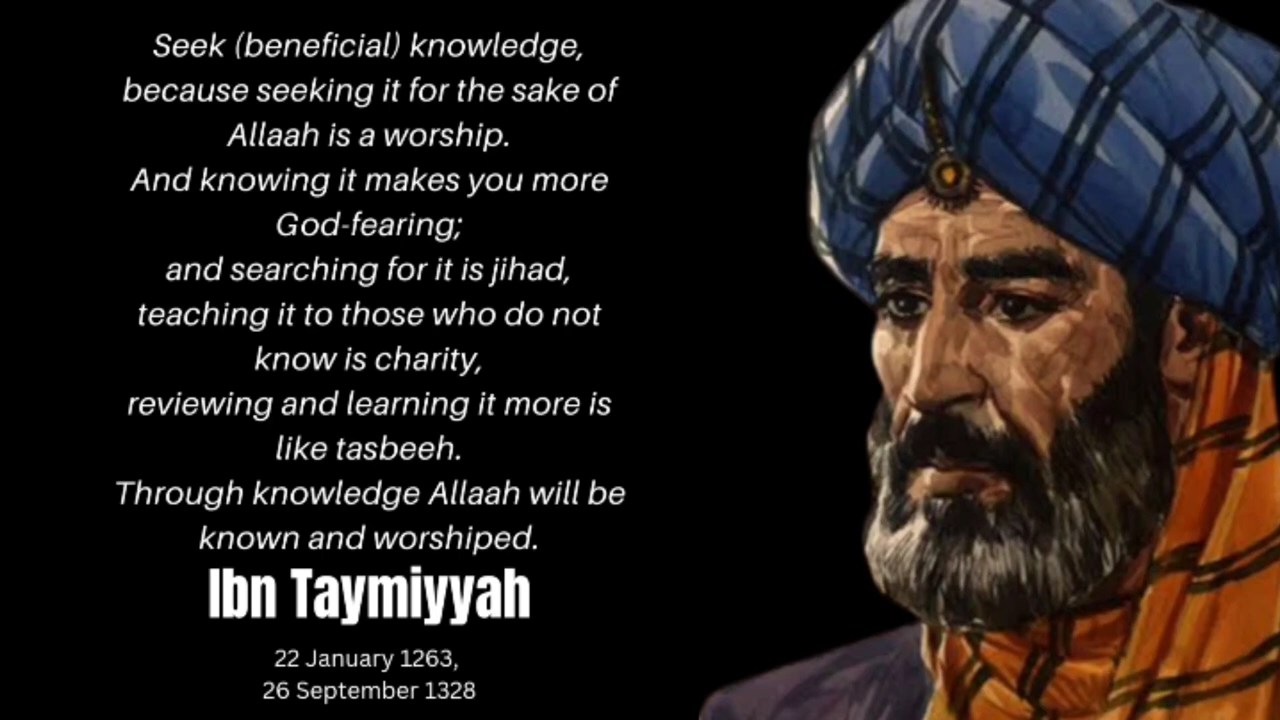 Seek (beneficial) knowledge,
because seeking it for the sake of
Allaah is a worship.
And knowing it makes you more
God-fearing;
and searching for it is jihad,
teaching it to those who do not
know is charity,
reviewing and learning it more is
like tasbeeh.
Through knowledge Allaah will be
known and worshiped.
Ibn Taymiyyah
22 January 1263,
26 September 1328